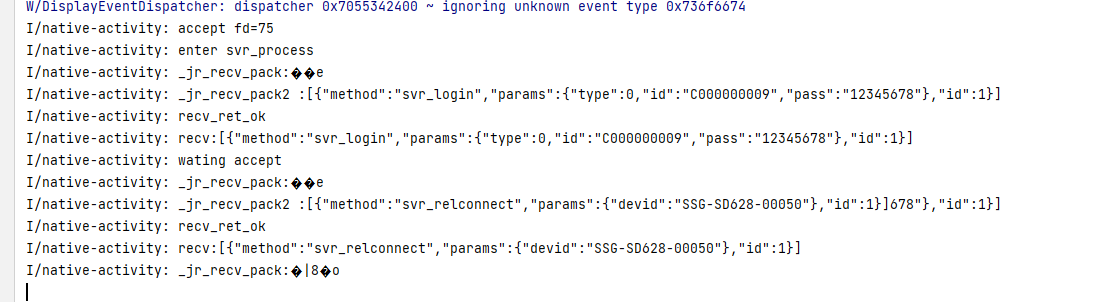 W/DisplayEventDispatcher: dispatcher 0x7055342400 ~ ignoring unknown event type 0x736f6674
I/native-activity: accept fd=75
I/native-activity: enter svr_process
I/native-activity: _jr_recv_pack:��e
I/native-activity: _jr_recv_pack2 :[{"method":"svr_login","params":{"type":0,"id":"C000000009","pass":"12345678"},"id":1}]
I/native-activity: recv_ret_ok
I/native-activity: recv:[{"method":"svr_login","params":{"type":0,"id":"C000000009","pass":"12345678"},"id":1}]
I/native-activity: wating accept
I/native-activity: _jr_recv_pack:��e
I/native-activity: _jr_recv_pack2 :[{"method":"svr_relconnect","params":{"devid":"SSG-SD628-00050"},"id":1}]678"},"id":1}]
I/native-activity: recv_ret_ok
I/native-activity: recv:[{"method":"svr_relconnect","params":{"devid":"SSG-SD628-00050"},"id":1}]
I/native-activity: _jr_recv_pack:�|8�o